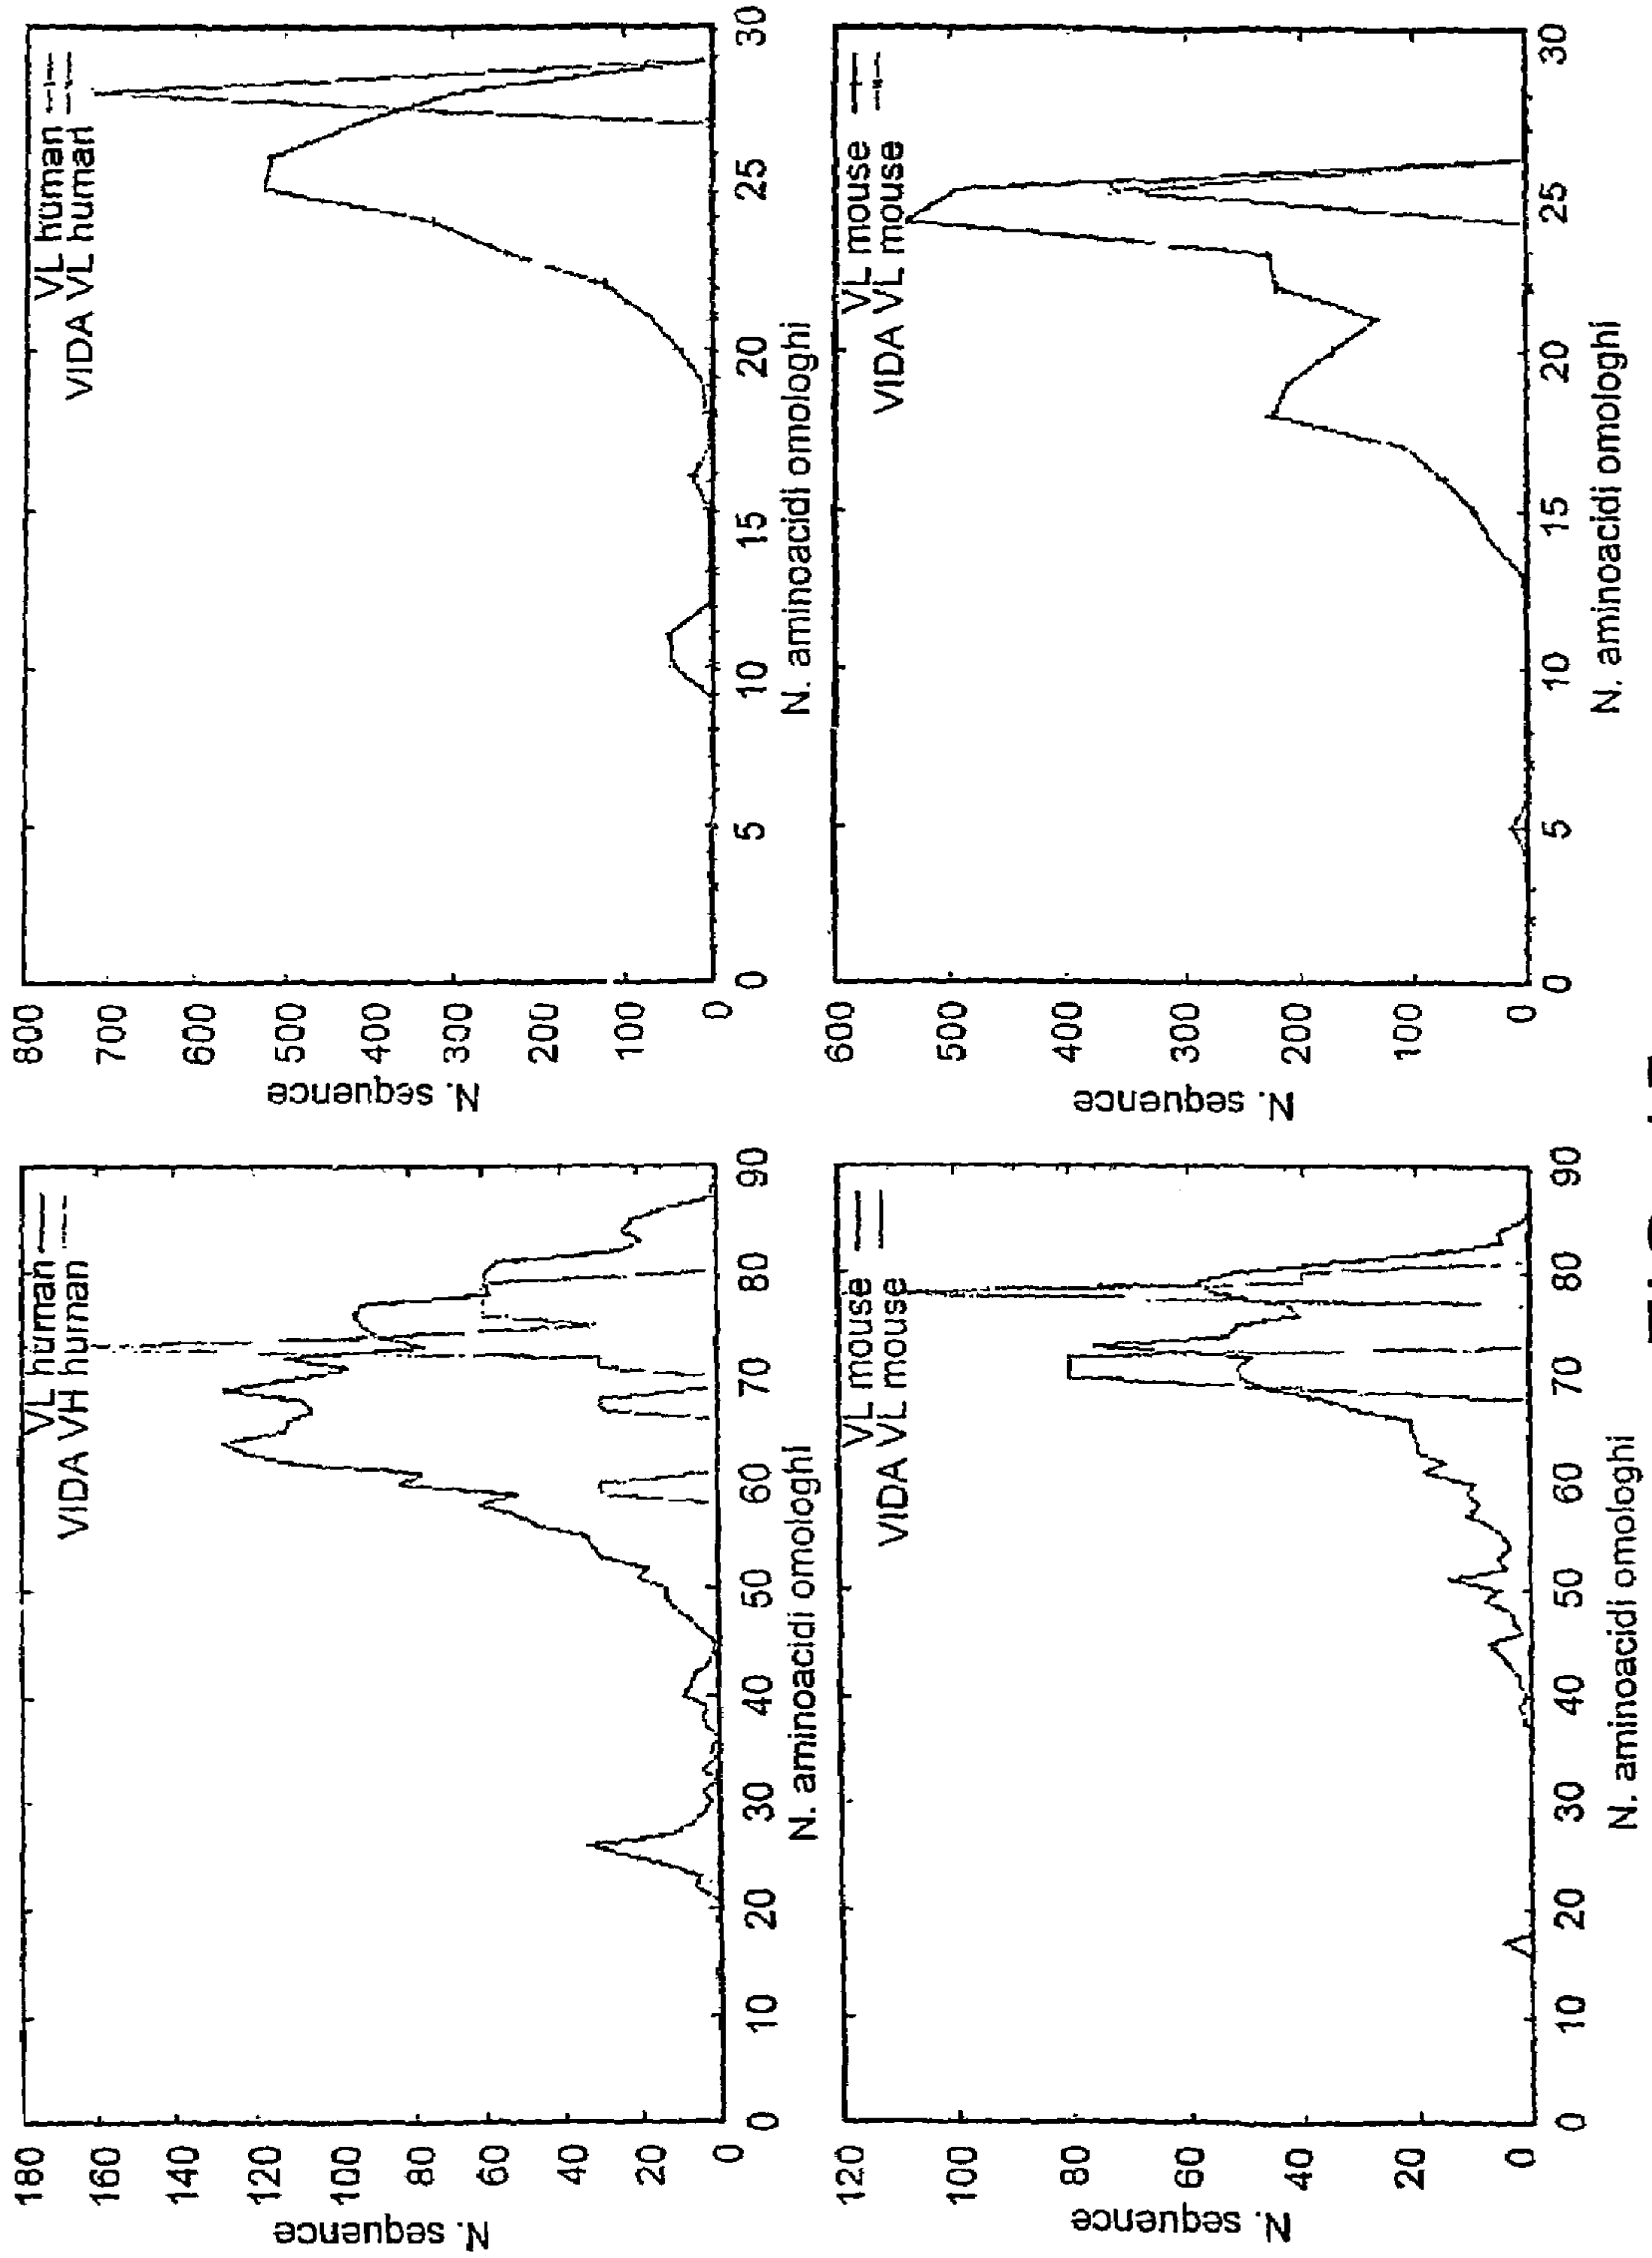 180
160
140
120
100
80
60
40
20
0
N. sequence
VL human
VIDA VH human
0 10 20 30 40 50 60 70 80 90
N. aminoacidi omologhi
800
700
600
500
400
300
200
100
0
N. sequence
VL human
VIDA VL human
0 5 10 15 20 25 30
N. aminoacidi omologhi
120
100
80
60
40
20
0
N. sequence
VL mouse
VIDA VL mouse
0 10 20 30 40 50 60 70 80 90
N. aminoacidi omologhi
600
500
400
300
200
100
0
N. sequence
VL mouse
VIDA VL mouse
0 5 10 15 20 25 30
N. aminoacidi omologhi